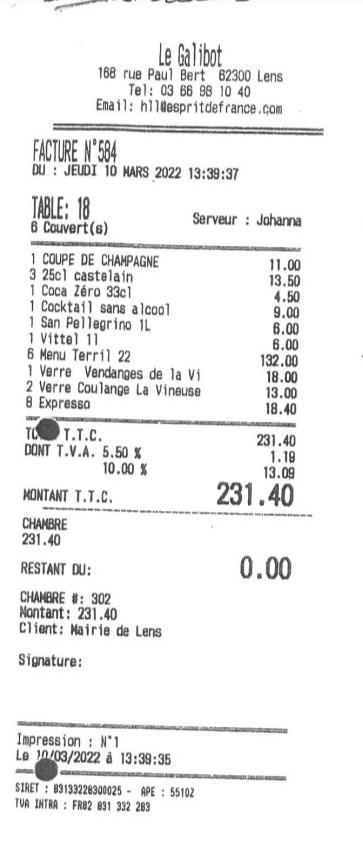 Le Galibot
168 rue Paul Bert 62300 Lens
Tel: 03 66 98 10 40
Email: h11@espritdefrance.com
FACTURE N°584
DU : JEUDI 10 MARS 2022 13:39:37
TABLE: 18
6 Couvert(s)
Serveur : Johanna
1 COUPE DE CHAMPAGNE 11.00
3 25cl castelain 13.50
1 Coca Zéro 33cl 4.50
1 Cocktail sans alcool 9.00
1 San Pellegrino 1L 6.00
1 Vittel 1l 6.00
6 Menu Terril 22 132.00
1 Verre Vendanges de la Vi 18.00
2 Verre Coulange La Vineuse 13.00
8 Expresso 18.40
T.T.C. 231.40
DONT T.V.A. 5.50 % 1.19
10.00 % 13.09
MONTANT T.T.C. 231.40
CHAMBRE
231.40
RESTANT DU: 0.00
CHAMBRE #: 302
Montant: 231.40
Client: Mairie de Lens
Signature:
Impression : N°1
Le 10/03/2022 à 13:39:35
SIRET : 83133228300025 - APE : 5510Z
TVA INTRA : FR82 831 332 283